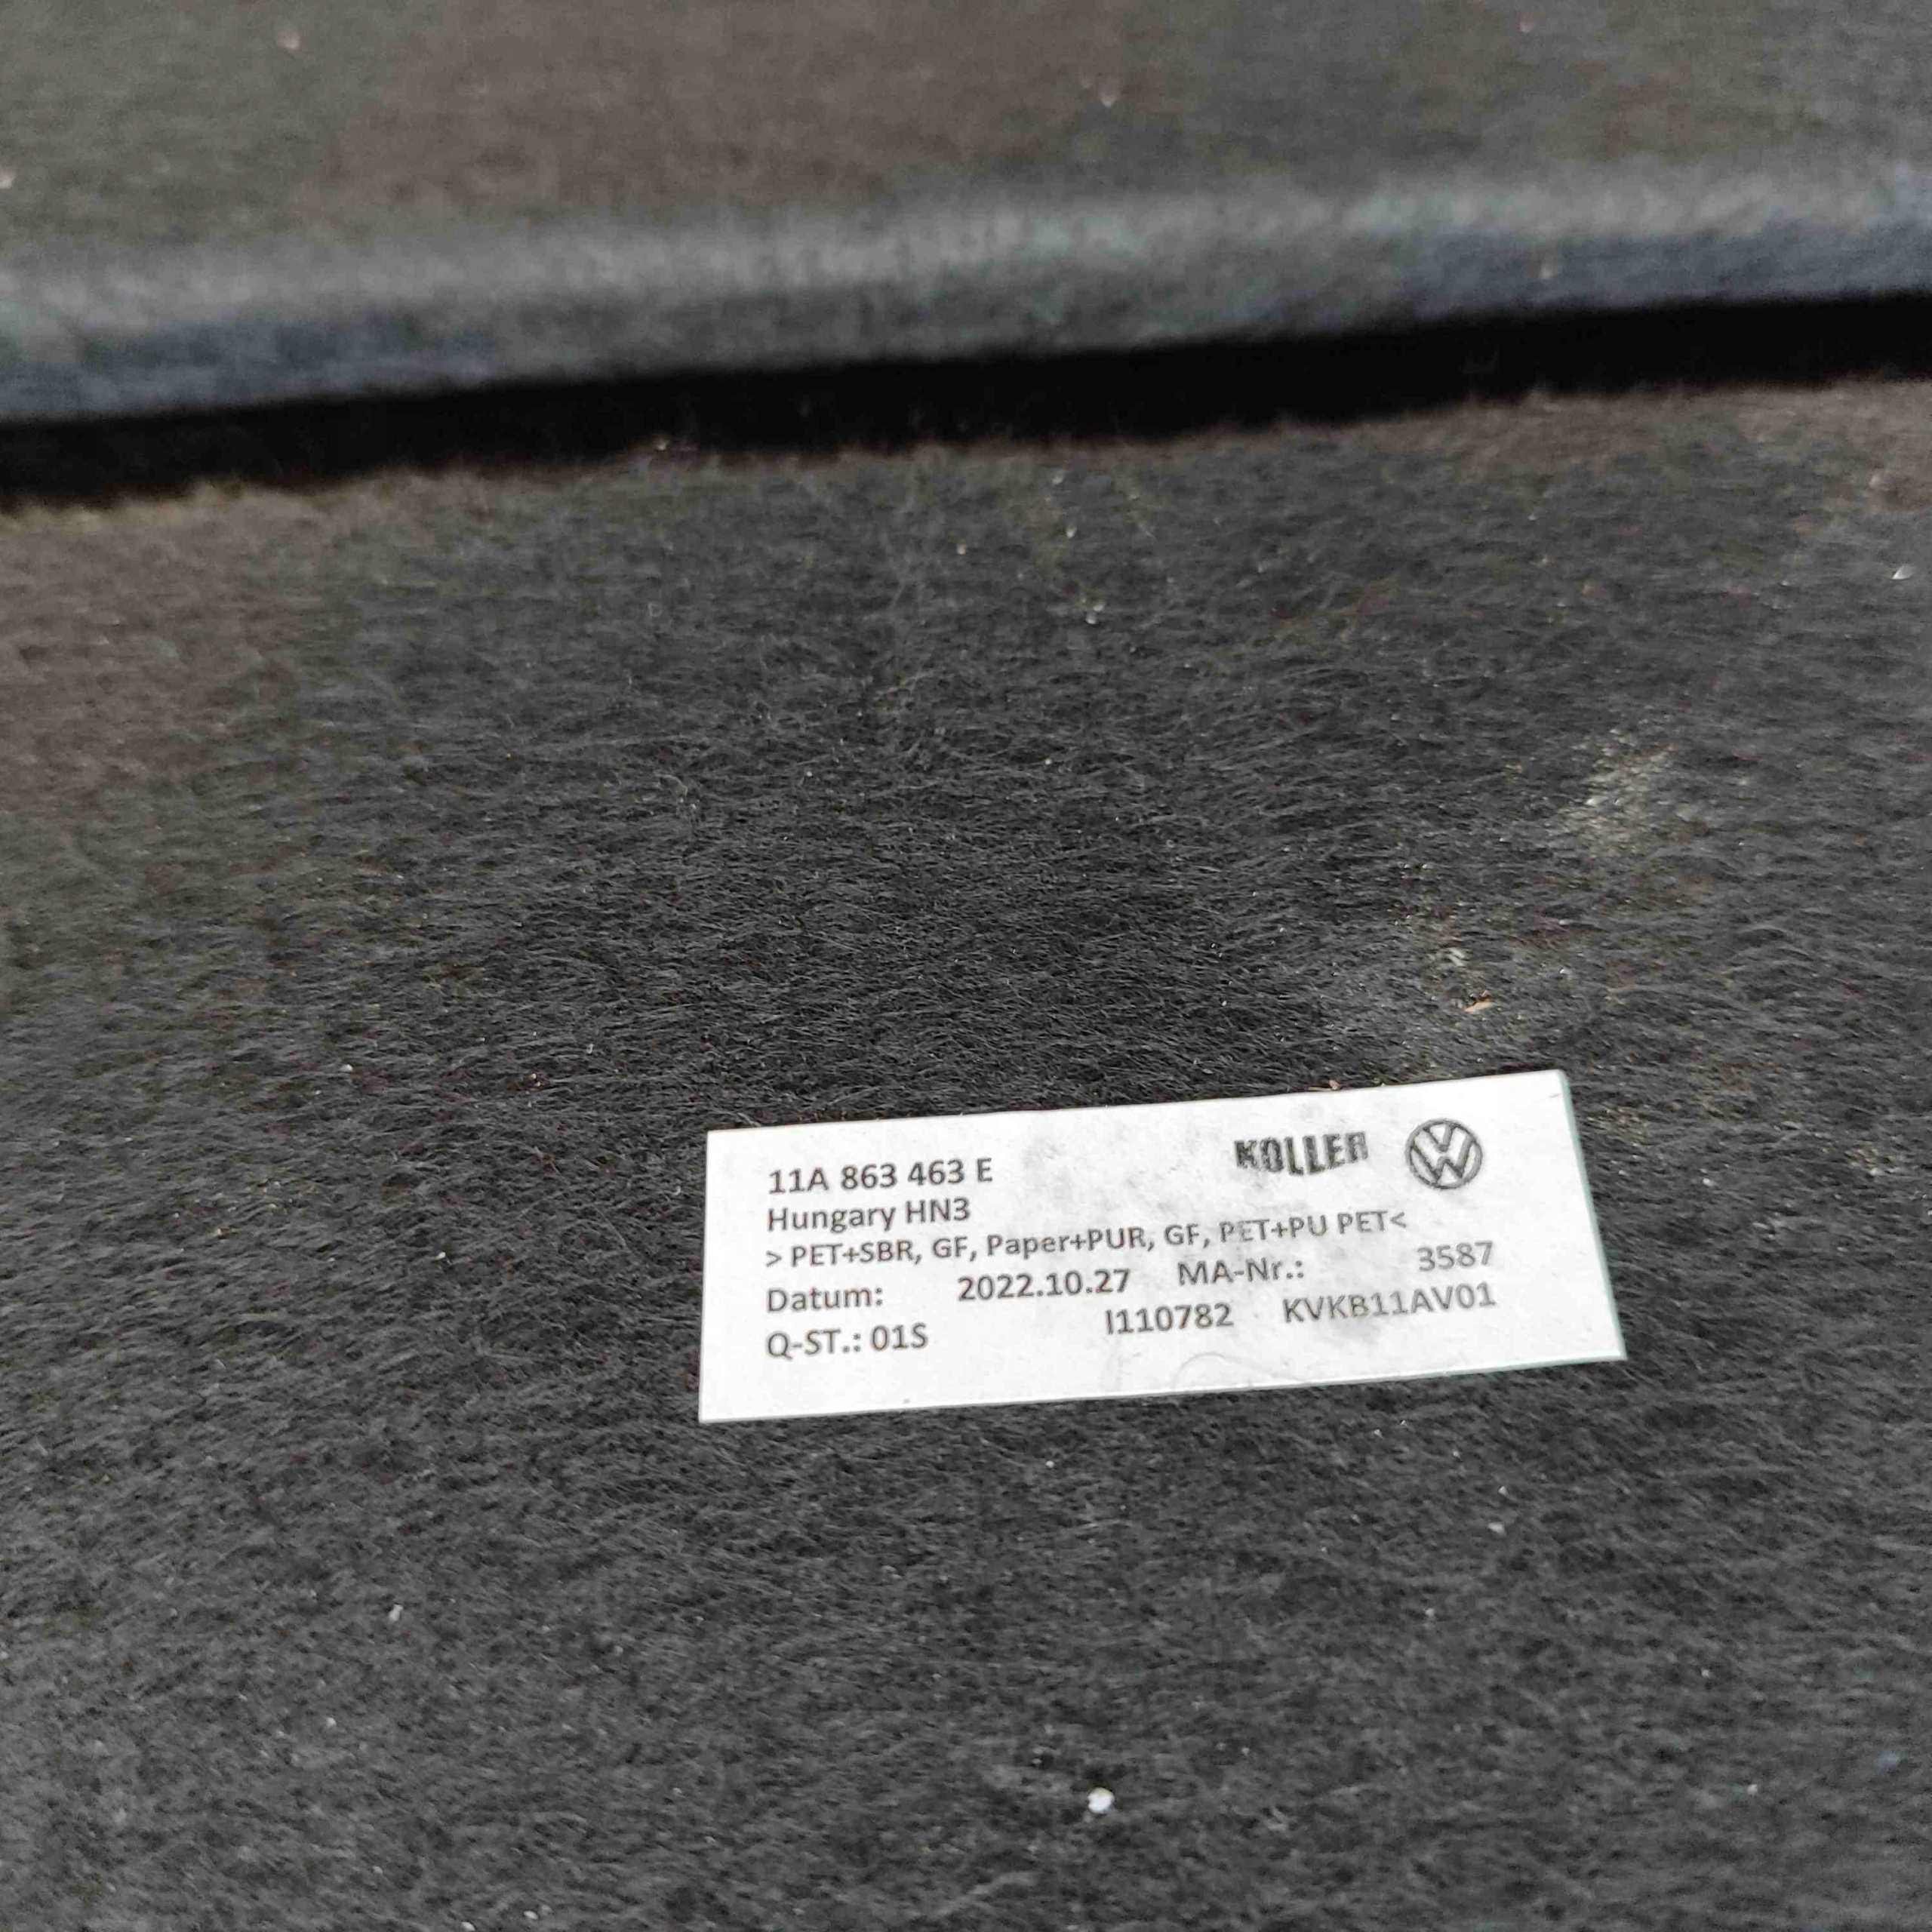 11A 863 463 E KOLLER VW
Hungary HN3
> PET+SBR, GF, Paper+PUR, GF, PET+PU PET<
Datum: 2022.10.27 MA-Nr.: 3587
Q-ST.: 01S I110782 KVKB11AV01